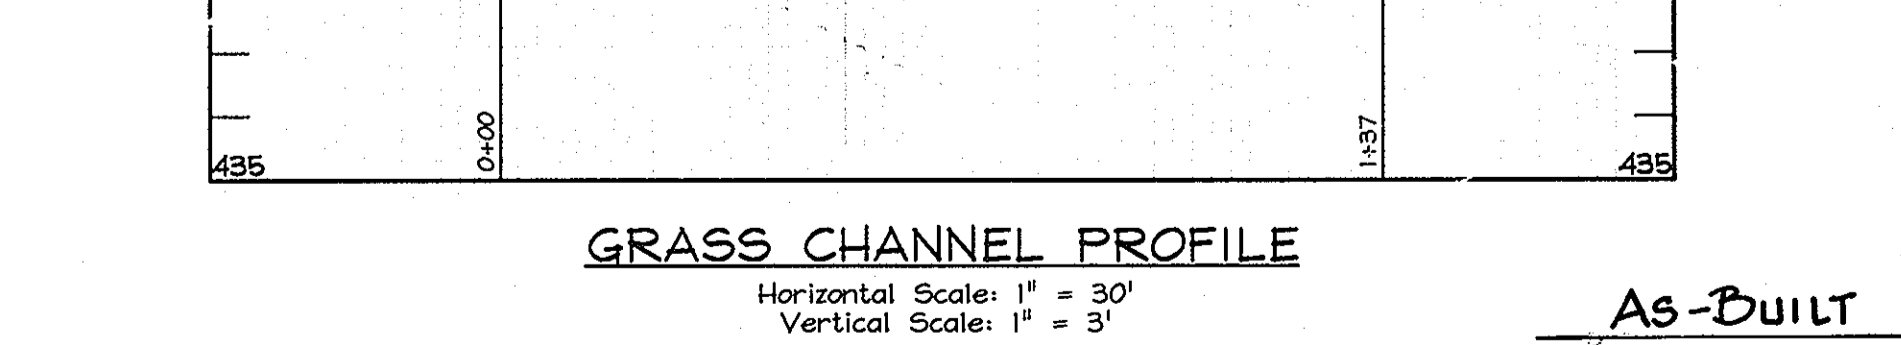 0+00
1+37
435
435
GRASS CHANNEL PROFILE
Horizontal Scale: 1" = 30'
Vertical Scale: 1" = 3'
AS-BUILT